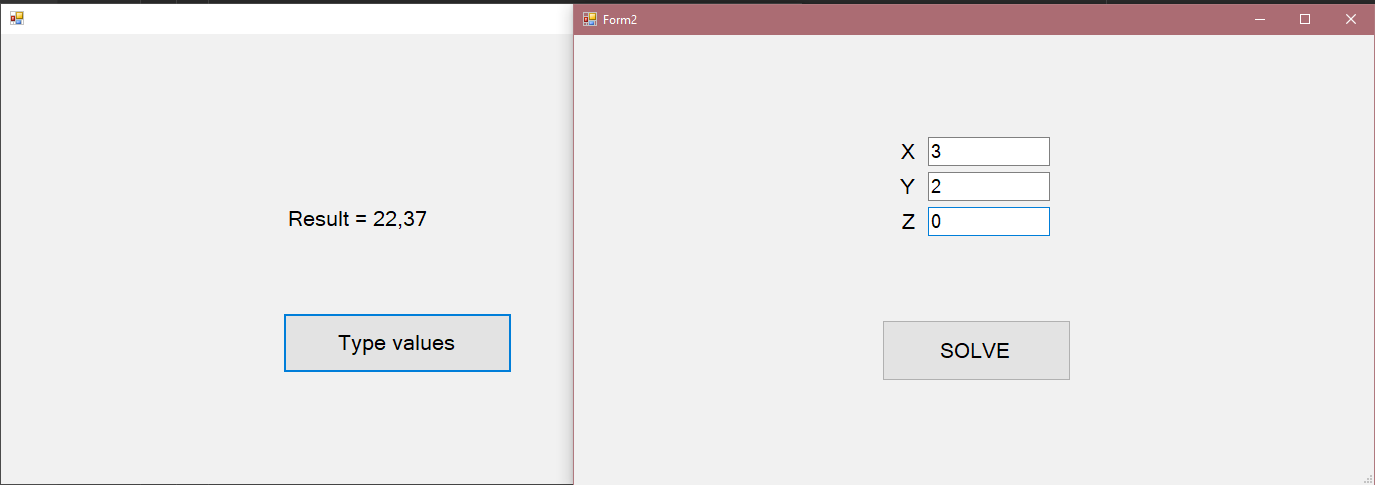 Result = 22,37
Type values
Form2
X 3
Y 2
Z 0
SOLVE